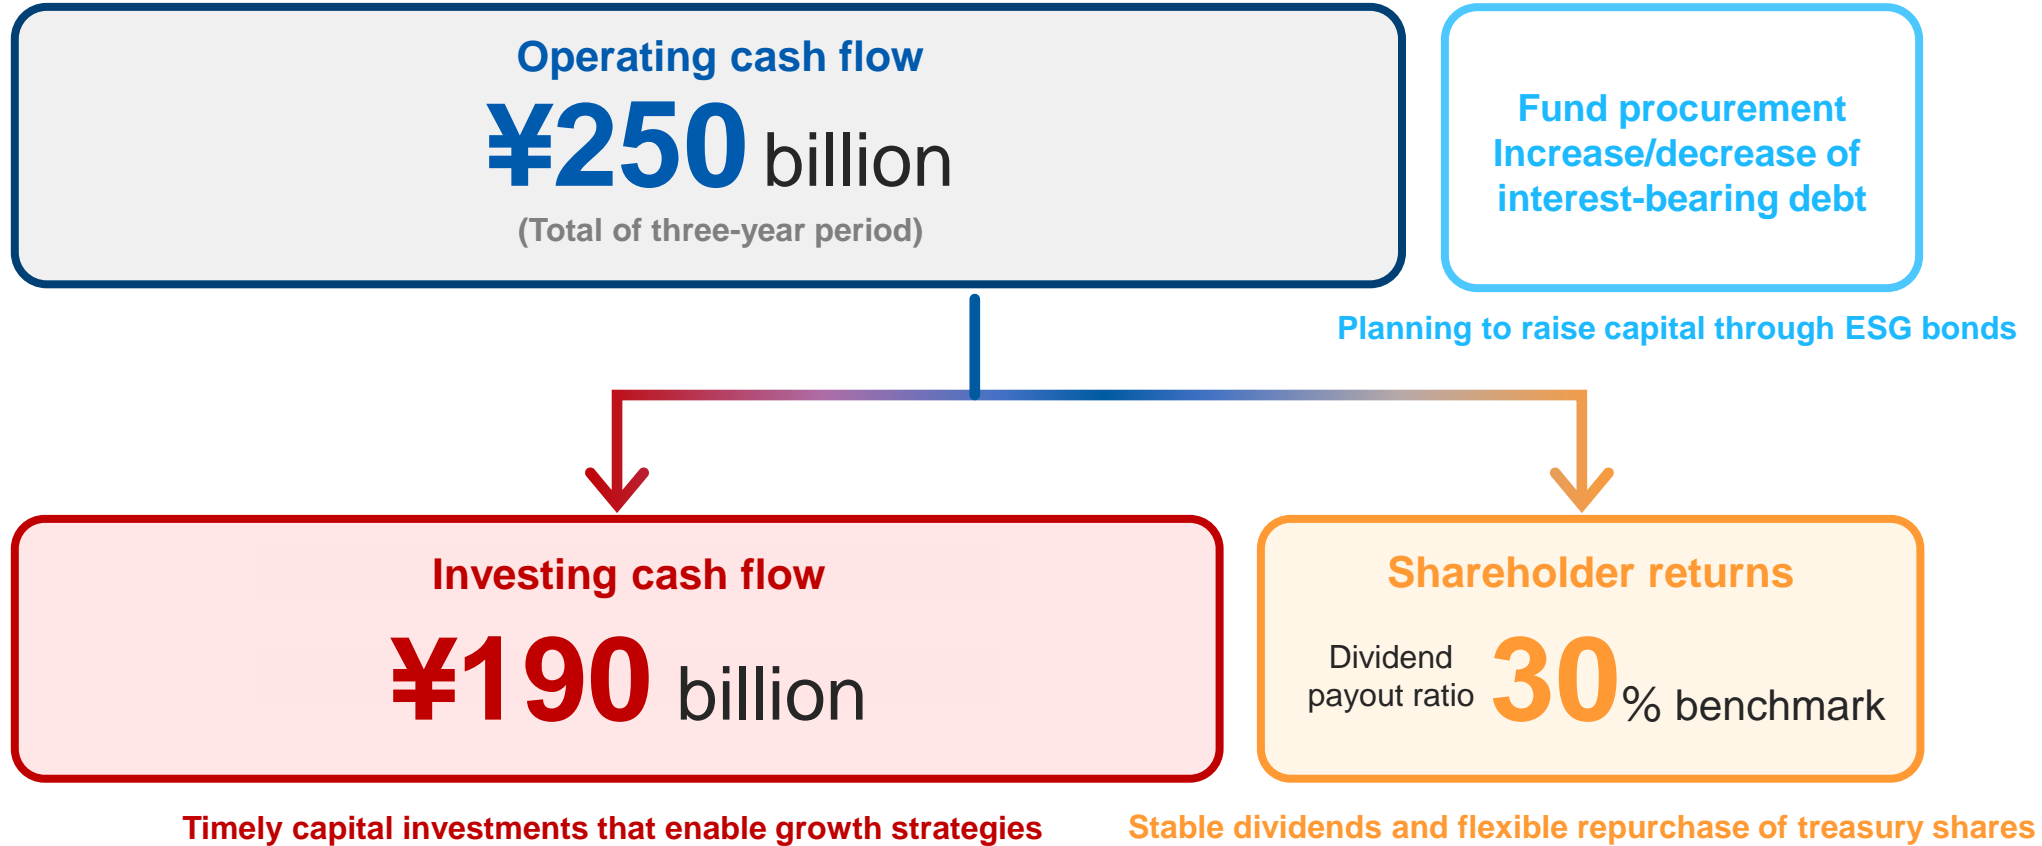 Operating cash flow
¥250 billion
(Total of three-year period)
Fund procurement
Increase/decrease of
interest-bearing debt
Planning to raise capital through ESG bonds
Investing cash flow
¥190 billion
Timely capital investments that enable growth strategies
Shareholder returns
Dividend
payout ratio
30% benchmark
Stable dividends and flexible repurchase of treasury shares